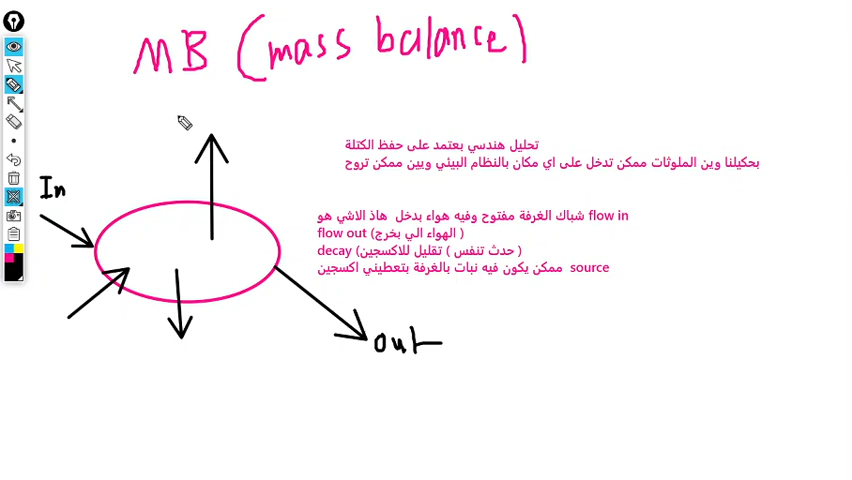 MB (mass balance)
تحليل هندسي بعتمد على حفظ الكتلة
بحكيلنا وين الملوثات ممكن تدخل على اي مكان بالنظام البيئي ويين ممكن تروح
In
شباك الغرفة مفتوح وفيه هواء بدخل هاذ الاشي هو flow in
flow out (الهواء الي بخرج )
decay (حدث تنفس ( تقليل للاكسجين )
ممكن يكون فيه نبات بالغرفة بتعطيني اكسجين source
out